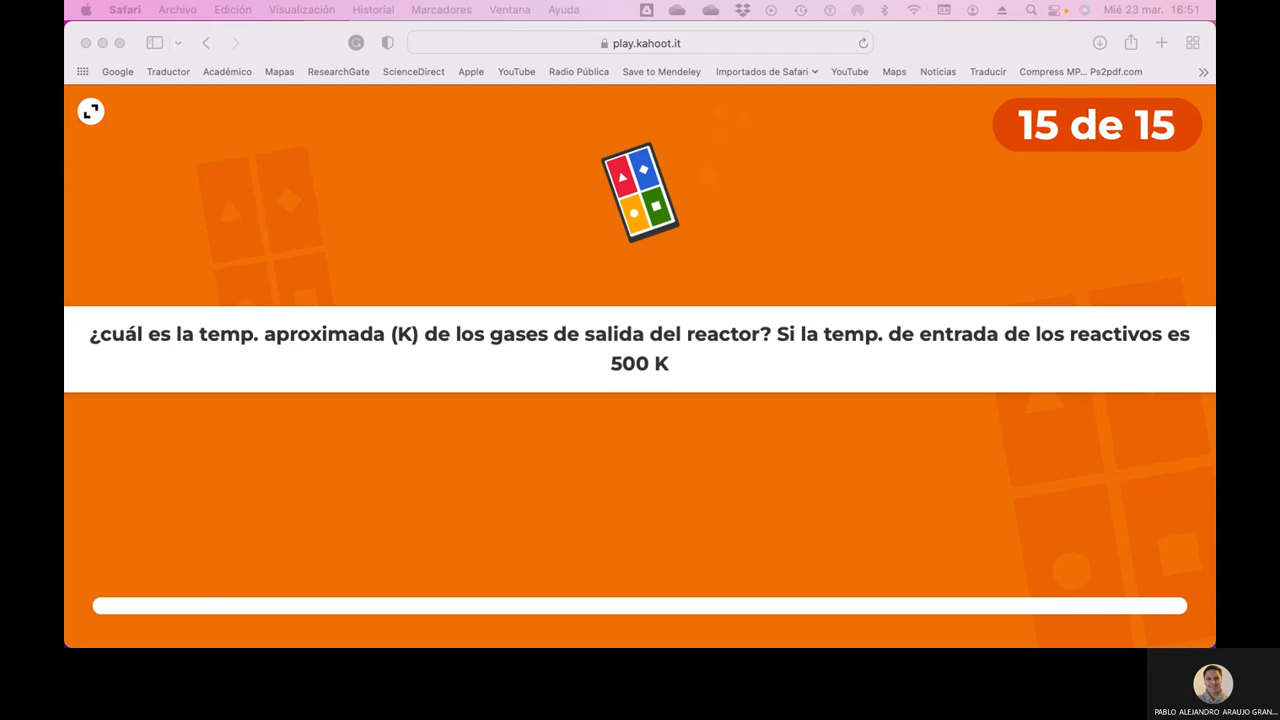 Safari Archivo Edición Visualización Historial Marcadores Ventana Ayuda Mié 23 mar. 16:51
play.kahoot.it
Google Traductor Académico Mapas ResearchGate ScienceDirect Apple YouTube Radio Pública Save to Mendeley Importados de Safari YouTube Maps Noticias Traducir Compress MP... Ps2pdf.com
15 de 15
¿cuál es la temp. aproximada (K) de los gases de salida del reactor? Si la temp. de entrada de los reactivos es
500 K
PABLO ALEJANDRO ARAUJO GRAN...